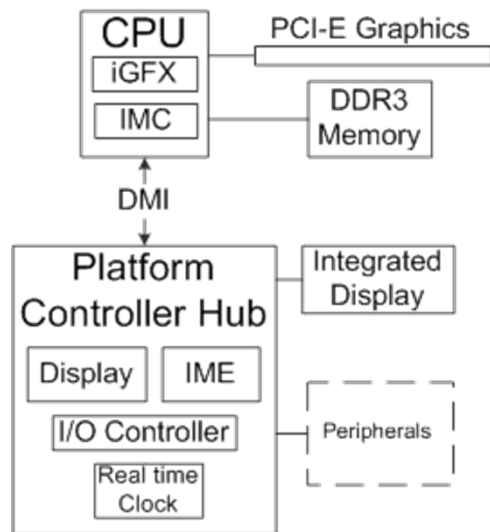 CPU
iGFX
IMC
PCI-E Graphics
DDR3
Memory
DMI
Platform
Controller Hub
Display
IME
I/O Controller
Real time
Clock
Integrated
Display
Peripherals